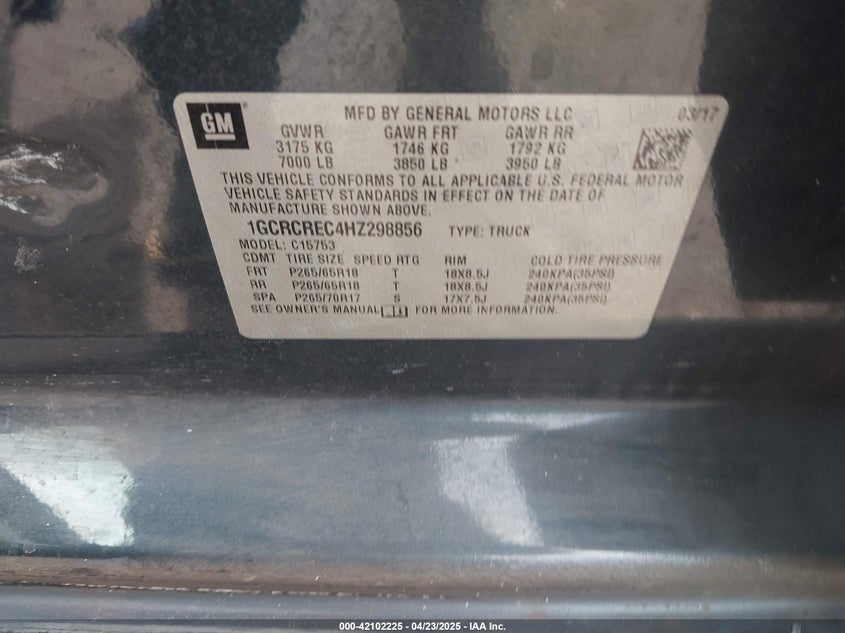 GM
MFD BY GENERAL MOTORS LLC 03/17
GVWR GAWR FRT GAWR RR
3175 KG 1746 KG 1792 KG
7000 LB 3850 LB 3950 LB
THIS VEHICLE CONFORMS TO ALL APPLICABLE U.S. FEDERAL MOTOR
VEHICLE SAFETY STANDARDS IN EFFECT ON THE DATE OF
MANUFACTURE SHOWN ABOVE.
1GCRCREC4HZ298856 TYPE: TRUCK
MODEL: C15753
CDMT TIRE SIZE SPEED RTG RIM COLD TIRE PRESSURE
FRT P265/65R18 T 18X8.5J 240KPA(35PSI)
RR P265/65R18 T 18X8.5J 240KPA(35PSI)
SPA P265/70R17 S 17X7.5J 240KPA(35PSI)
SEE OWNER'S MANUAL FOR MORE INFORMATION.
000-42102225 - 04/23/2025 - IAA Inc.